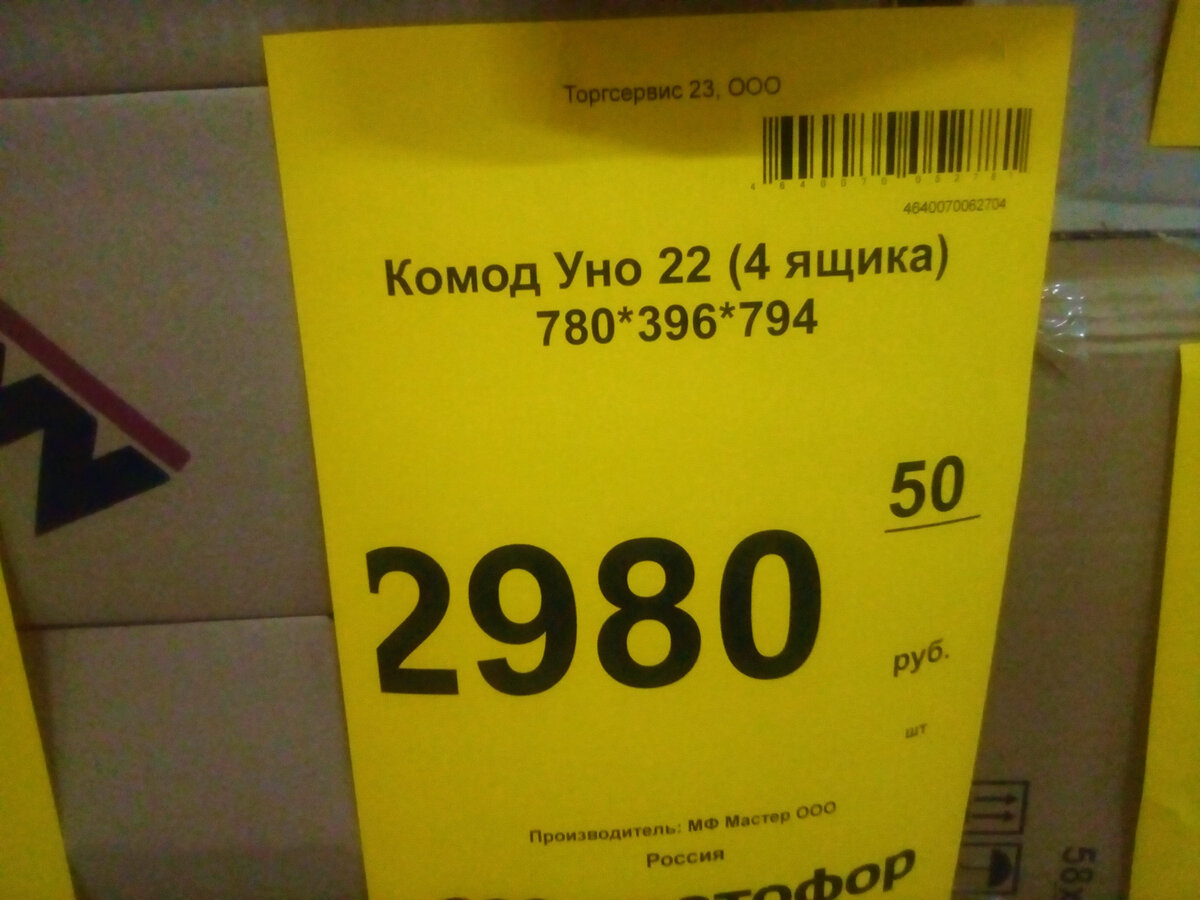 Торгсервис 23, ООО
4640070062704
Комод Уно 22 (4 ящика)
780*396*794
50
2980
руб.
шт
Производитель: МФ Мастер ООО
Россия